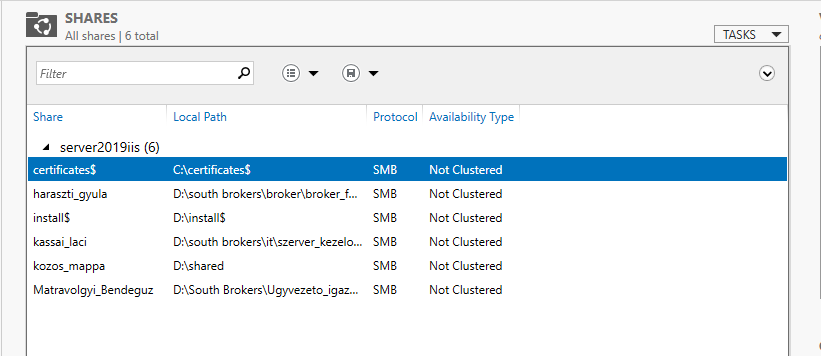 SHARES
All shares | 6 total
TASKS
Filter
Share Local Path Protocol Availability Type
server2019iis (6)
certificates$ C:\certificates$ SMB Not Clustered
haraszti_gyula D:\south brokers\broker\broker_f... SMB Not Clustered
install$ D:\install$ SMB Not Clustered
kassai_laci D:\south brokers\it\szerver_kezelo... SMB Not Clustered
kozos_mappa D:\shared SMB Not Clustered
Matravolgyi_Bendeguz D:\South Brokers\Ugyvezeto_igaz... SMB Not Clustered